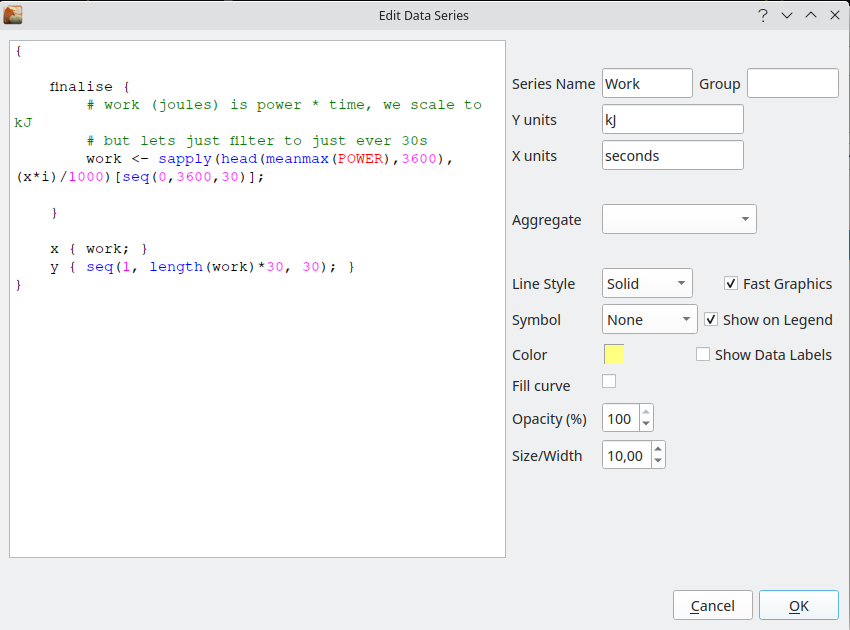 Edit Data Series
{
finalise {
# work (joules) is power * time, we scale to
kJ
# but lets just filter to just ever 30s
work <- sapply(head(meanmax(POWER),3600),
(x*i)/1000)[seq(0,3600,30)];
}
x { work; }
y { seq(1, length(work)*30, 30); }
}
Series Name Work Group
Y units kJ
X units seconds
Aggregate
Line Style Solid Fast Graphics
Symbol None Show on Legend
Color Show Data Labels
Fill curve
Opacity (%) 100
Size/Width 10,00
Cancel OK